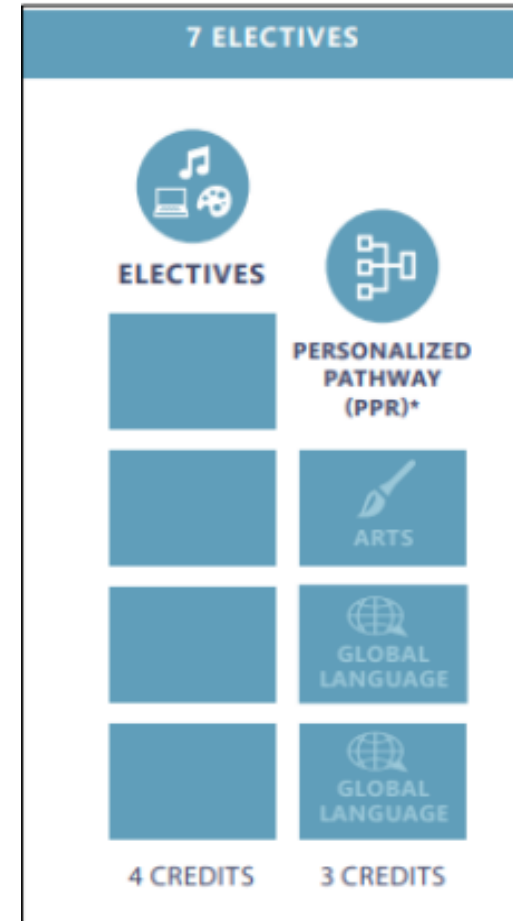 7 ELECTIVES
ELECTIVES
PERSONALIZED
PATHWAY
(PPR)*
ARTS
GLOBAL
LANGUAGE
GLOBAL
LANGUAGE
4 CREDITS
3 CREDITS